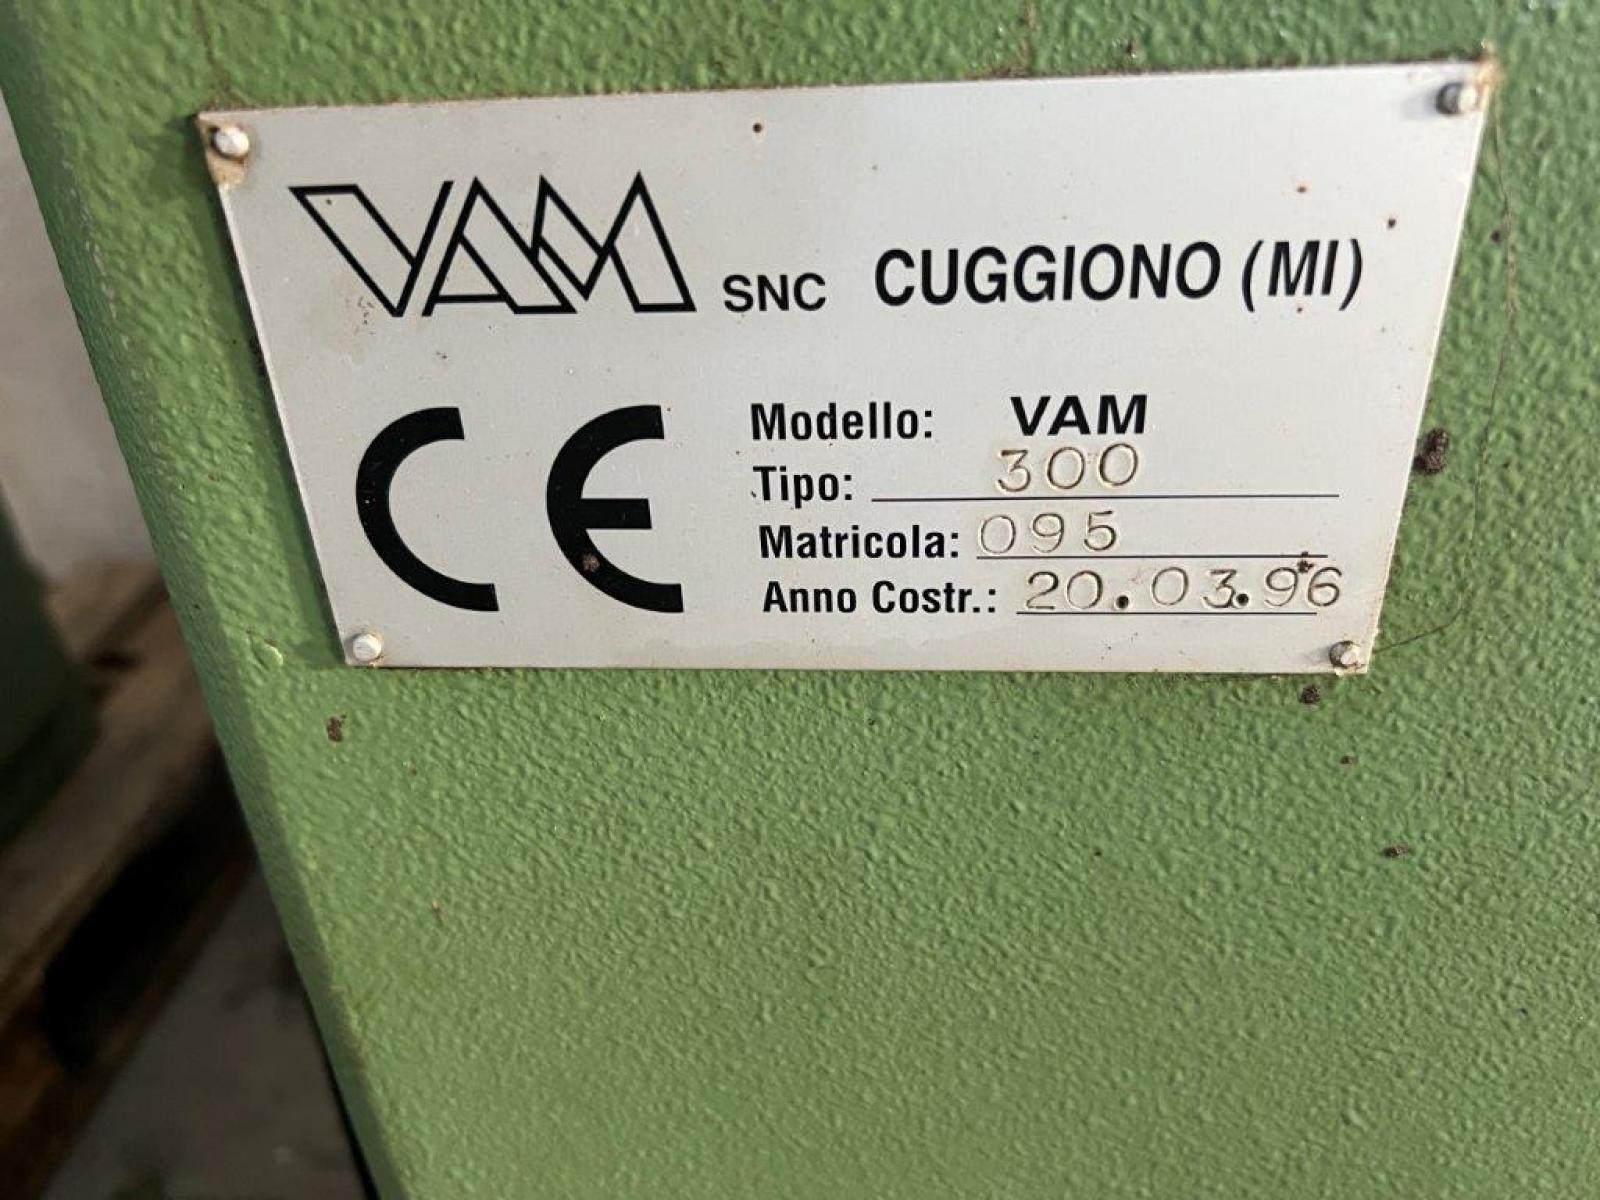 VAM SNC CUGGIONO (MI)
CE
Modello: VAM
Tipo: 300
Matricola: 095
Anno Costr.: 20.03.96